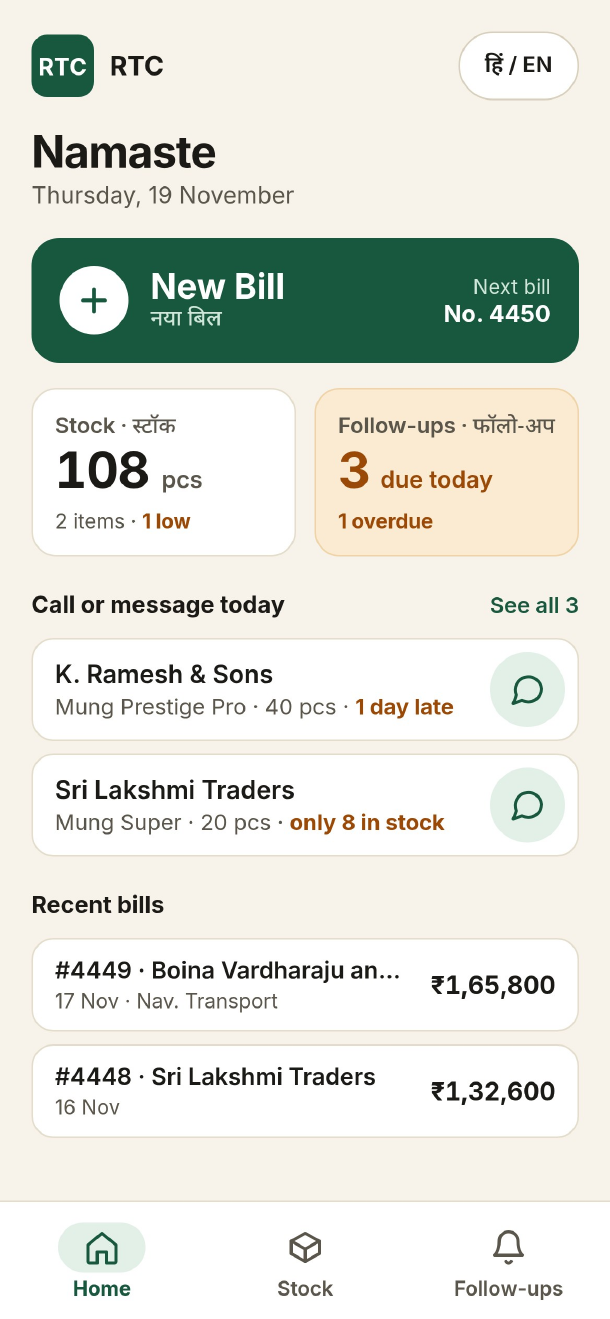 RTC RTC हिं / EN
Namaste
Thursday, 19 November
New Bill
नया बिल
Next bill
No. 4450
Stock · स्टॉक
108 pcs
2 items · 1 low
Follow-ups · फॉलो-अप
3 due today
1 overdue
Call or message today See all 3
K. Ramesh & Sons
Mung Prestige Pro · 40 pcs · 1 day late
Sri Lakshmi Traders
Mung Super · 20 pcs · only 8 in stock
Recent bills
#4449 · Boina Vardharaju an... ₹1,65,800
17 Nov · Nav. Transport
#4448 · Sri Lakshmi Traders ₹1,32,600
16 Nov
Home Stock Follow-ups